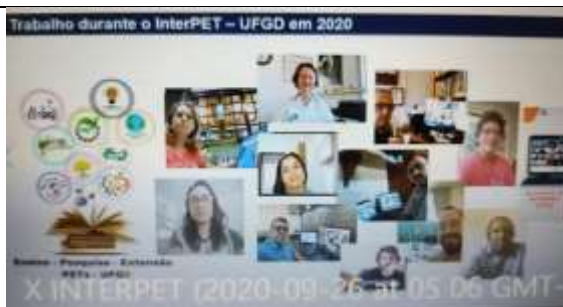 Trabalho durante o InterPET – UFGD em 2020
Ensino - Pesquisa - Extensão
PETs - UFGD
X INTERPET (2020-09-26 at 05 06 GMT-